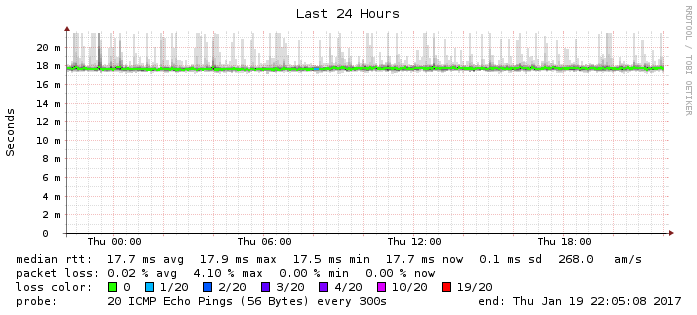 Last 24 Hours
RRDTOOL / TOBI OETIKER
Seconds
20 m
18 m
16 m
14 m
12 m
10 m
8 m
6 m
4 m
2 m
0
Thu 00:00 Thu 06:00 Thu 12:00 Thu 18:00
median rtt: 17.7 ms avg 17.9 ms max 17.5 ms min 17.7 ms now 0.1 ms sd 268.0 am/s
packet loss: 0.02 % avg 4.10 % max 0.00 % min 0.00 % now
loss color: 0 1/20 2/20 3/20 4/20 10/20 19/20
probe: 20 ICMP Echo Pings (56 Bytes) every 300s end: Thu Jan 19 22:05:08 2017